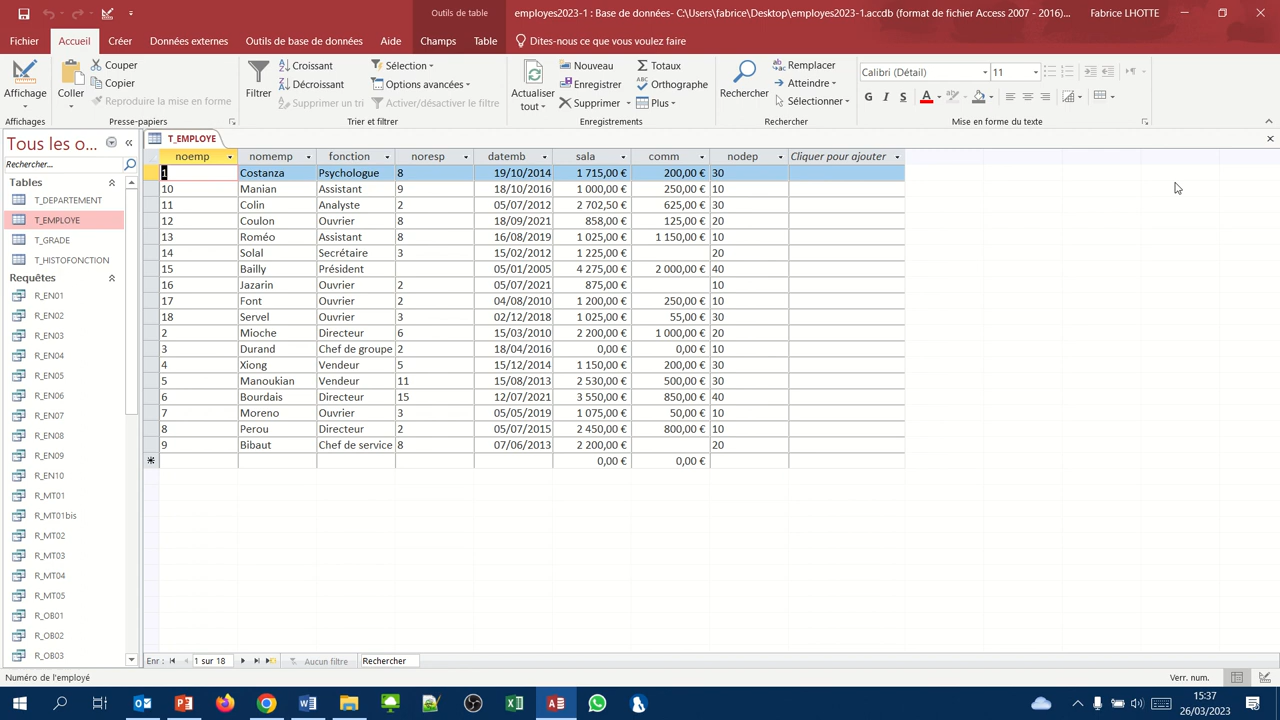 Outils de table
employes2023-1 : Base de données- C:\Users\fabrice\Desktop\employes2023-1.accdb (format de fichier Access 2007 - 2016)...
Fabrice LHOTTE
Fichier Accueil Créer Données externes Outils de base de données Aide Champs Table Dites-nous ce que vous voulez faire
Affichage
Affichages
Coller
Couper
Copier
Reproduire la mise en forme
Presse-papiers
Filtrer
Croissant
Décroissant
Supprimer un tri
Sélection
Options avancées
Activer/désactiver le filtre
Trier et filtrer
Actualiser
tout
Nouveau
Enregistrer
Supprimer
Totaux
Orthographe
Plus
Enregistrements
Rechercher
Remplacer
Atteindre
Sélectionner
Rechercher
Calibri (Détail) 11
G I S A
Mise en forme du texte
Tous les o...
Rechercher...
Tables
T_DEPARTEMENT
T_EMPLOYE
T_GRADE
T_HISTOFONCTION
Requêtes
R_EN01
R_EN02
R_EN03
R_EN04
R_EN05
R_EN06
R_EN07
R_EN08
R_EN09
R_EN10
R_MT01
R_MT01bis
R_MT02
R_MT03
R_MT04
R_MT05
R_OB01
R_OB02
R_OB03
T_EMPLOYE
noemp nomemp fonction noresp datemb sala comm nodep Cliquer pour ajouter
1 Costanza Psychologue 8 19/10/2014 1 715,00 € 200,00 € 30
10 Manian Assistant 9 18/10/2016 1 000,00 € 250,00 € 10
11 Colin Analyste 2 05/07/2012 2 702,50 € 625,00 € 30
12 Coulon Ouvrier 8 18/09/2021 858,00 € 125,00 € 20
13 Roméo Assistant 8 16/08/2019 1 025,00 € 1 150,00 € 10
14 Solal Secrétaire 3 15/02/2012 1 225,00 € 20
15 Bailly Président 05/01/2005 4 275,00 € 2 000,00 € 40
16 Jazarin Ouvrier 2 05/07/2021 875,00 € 10
17 Font Ouvrier 2 04/08/2010 1 200,00 € 250,00 € 10
18 Servel Ouvrier 3 02/12/2018 1 025,00 € 55,00 € 30
2 Mioche Directeur 6 15/03/2010 2 200,00 € 1 000,00 € 30
3 Durand Chef de groupe 2 18/04/2016 0,00 € 0,00 € 10
4 Xiong Vendeur 5 15/12/2014 1 150,00 € 200,00 € 30
5 Manoukian Vendeur 11 15/08/2013 2 530,00 € 500,00 € 30
6 Bourdais Directeur 15 12/07/2021 3 550,00 € 850,00 € 40
7 Moreno Ouvrier 3 05/05/2019 1 075,00 € 50,00 € 10
8 Perou Directeur 2 05/07/2015 2 450,00 € 800,00 € 10
9 Bibaut Chef de service 8 07/06/2013 2 200,00 € 20
0,00 € 0,00 €
Enr : 1 sur 18 Aucun filtre Rechercher
Numéro de l'employé
Verr. num.
15:37
26/03/2023